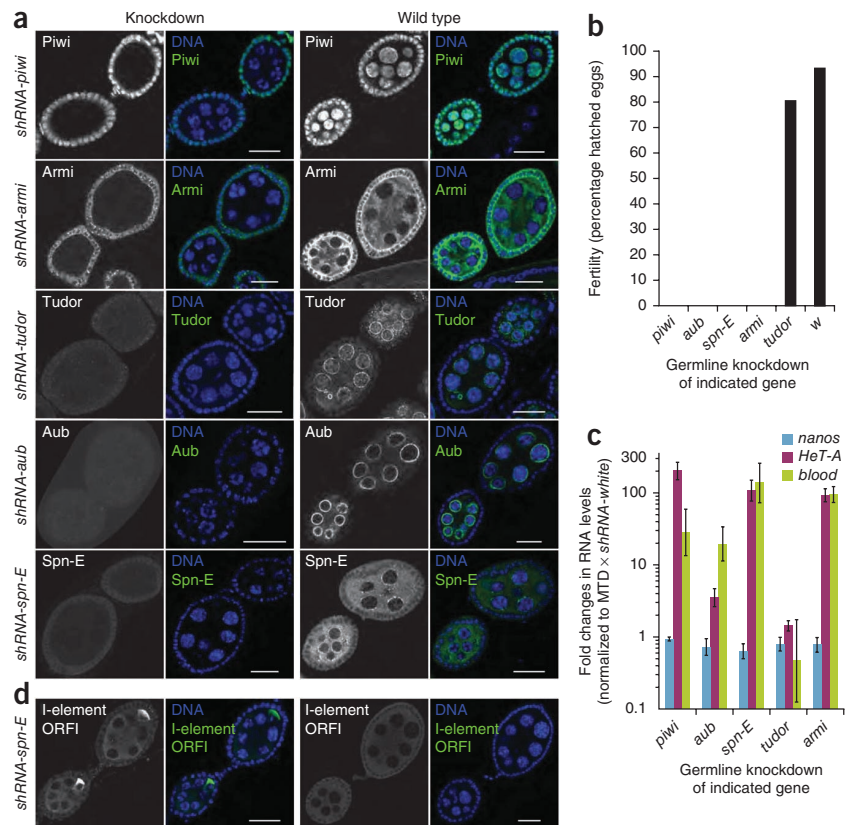 a
Knockdown
Wild type
shRNA-piwi
Piwi
DNA
Piwi
Piwi
DNA
Piwi
shRNA-armi
Armi
DNA
Armi
Armi
DNA
Armi
shRNA-tudor
Tudor
DNA
Tudor
Tudor
DNA
Tudor
shRNA-aub
Aub
DNA
Aub
Aub
DNA
Aub
shRNA-spn-E
Spn-E
DNA
Spn-E
Spn-E
DNA
Spn-E
d
shRNA-spn-E
I-element
ORFI
DNA
I-element
ORFI
I-element
ORFI
DNA
I-element
ORFI
b
Fertility (percentage hatched eggs)
100
90
80
70
60
50
40
30
20
10
0
piwi
aub
spn-E
armi
tudor
w
Germline knockdown
of indicated gene
c
nanos
HeT-A
blood
Fold changes in RNA levels
(normalized to MTD × shRNA-white)
300
100
10
1
0.1
piwi
aub
spn-E
tudor
armi
Germline knockdown
of indicated gene